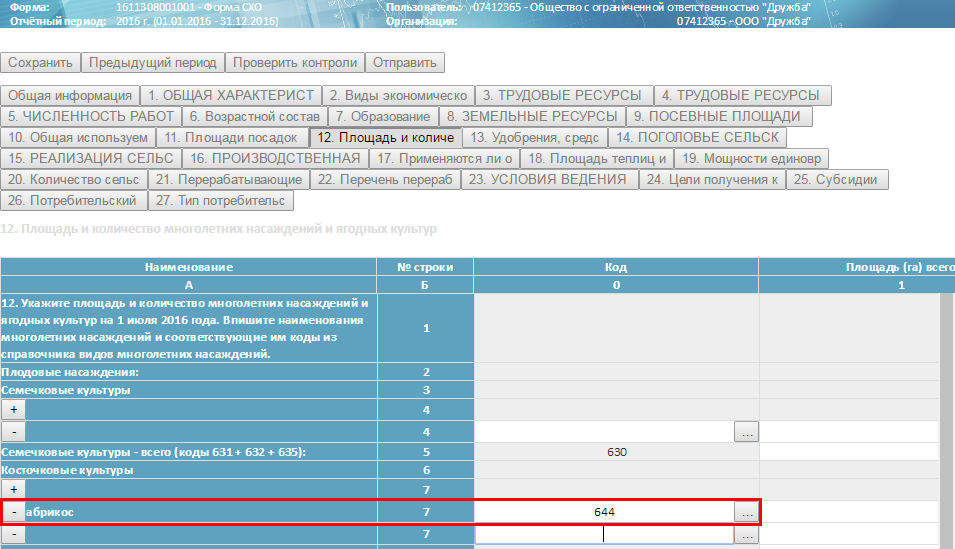 Форма: 1611308001001 - Форма СХО Пользователь: 07412365 - Общество с ограниченной ответственностью "Дружба"
Отчётный период: 2016 г. (01.01.2016 - 31.12.2016) Организация: 07412365 - ООО "Дружба"
Сохранить Предыдущий период Проверить контроли Отправить
Общая информация 1. ОБЩАЯ ХАРАКТЕРИСТ 2. Виды экономическо 3. ТРУДОВЫЕ РЕСУРСЫ 4. ТРУДОВЫЕ РЕСУРСЫ
5. ЧИСЛЕННОСТЬ РАБОТ 6. Возрастной состав 7. Образование 8. ЗЕМЕЛЬНЫЕ РЕСУРСЫ 9. ПОСЕВНЫЕ ПЛОЩАДИ
10. Общая используем 11. Площади посадок 12. Площадь и количе 13. Удобрения, средс 14. ПОГОЛОВЬЕ СЕЛЬСК
15. РЕАЛИЗАЦИЯ СЕЛЬС 16. ПРОИЗВОДСТВЕННАЯ 17. Применяются ли о 18. Площадь теплиц и 19. Мощности единовр
20. Количество сельс 21. Перерабатывающие 22. Перечень перераб 23. УСЛОВИЯ ВЕДЕНИЯ 24. Цели получения к 25. Субсидии
26. Потребительский 27. Тип потребительс
12. Площадь и количество многолетних насаждений и ягодных культур
Наименование № строки Код Площадь (га) всего
А Б 0 1
12. Укажите площадь и количество многолетних насаждений и
ягодных культур на 1 июля 2016 года. Впишите наименования
многолетних насаждений и соответствующие им коды из
справочника видов многолетних насаждений. 1
Плодовые насаждения: 2
Семечковые культуры 3
+ 4
- 4 ...
Семечковые культуры - всего (коды 631 + 632 + 635): 5 630
Косточковые культуры 6
+ 7
- абрикос 7 644 ...
- 7 ...